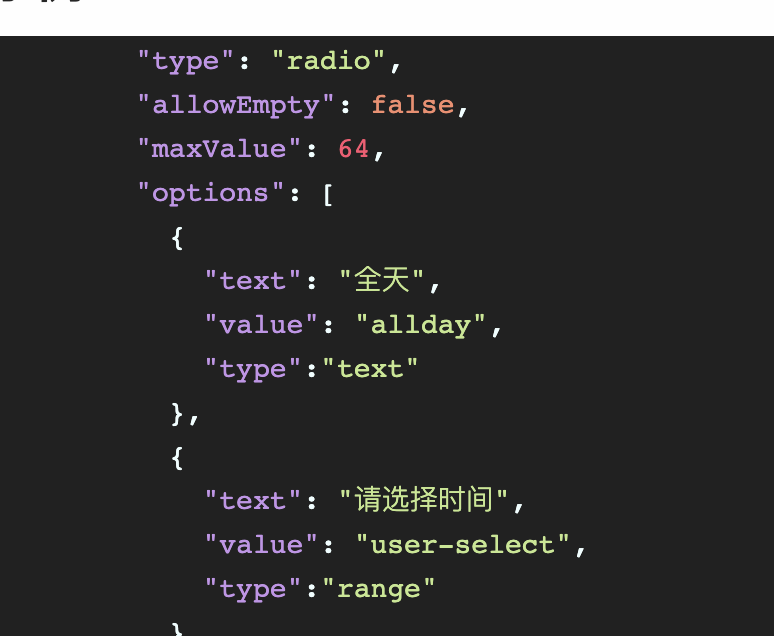 "type": "radio",
"allowEmpty": false,
"maxValue": 64,
"options": [
{
"text": "全天",
"value": "allday",
"type":"text"
},
{
"text": "请选择时间",
"value": "user-select",
"type":"range"
}